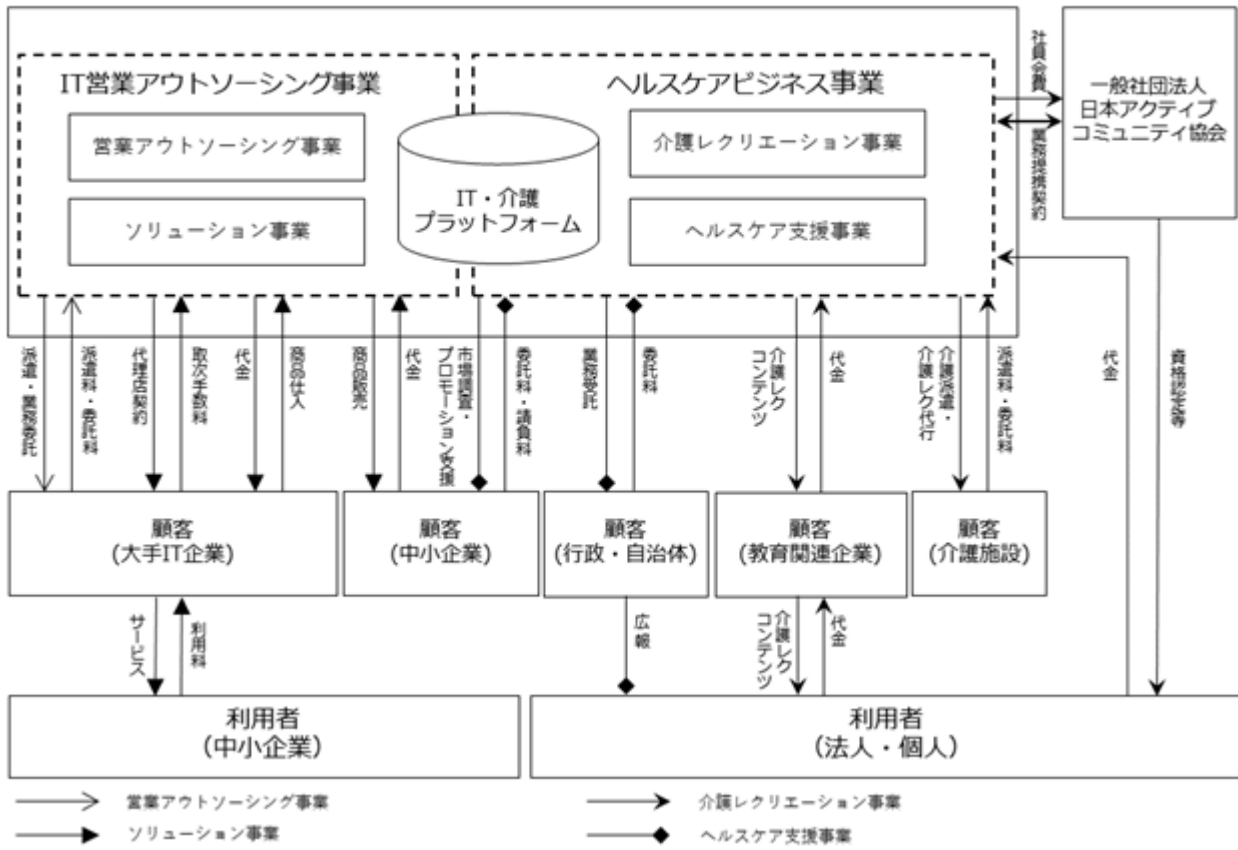 IT営業アウトソーシング事業
営業アウトソーシング事業
ソリューション事業
IT・介護
プラットフォーム
ヘルスケアビジネス事業
介護レクリエーション事業
ヘルスケア支援事業
社員会費
業務提携契約
一般社団法人
日本アクティブ
コミュニティ協会
派遣・業務委託
派遣料・委託料
代理店契約
取次手数料
代金
商品仕入
商品販売
代金
市場調査・
プロモーション支援
委託料・請負料
業務受託
委託料
介護レク
コンテンツ
代金
介護派遣・
介護レク代行
派遣料・委託料
代金
資格認定等
顧客
(大手IT企業)
顧客
(中小企業)
顧客
(行政・自治体)
顧客
(教育関連企業)
顧客
(介護施設)
サービス
利用料
広報
介護レク
コンテンツ
代金
利用者
(中小企業)
利用者
(法人・個人)
営業アウトソーシング事業
ソリューション事業
介護レクリエーション事業
ヘルスケア支援事業